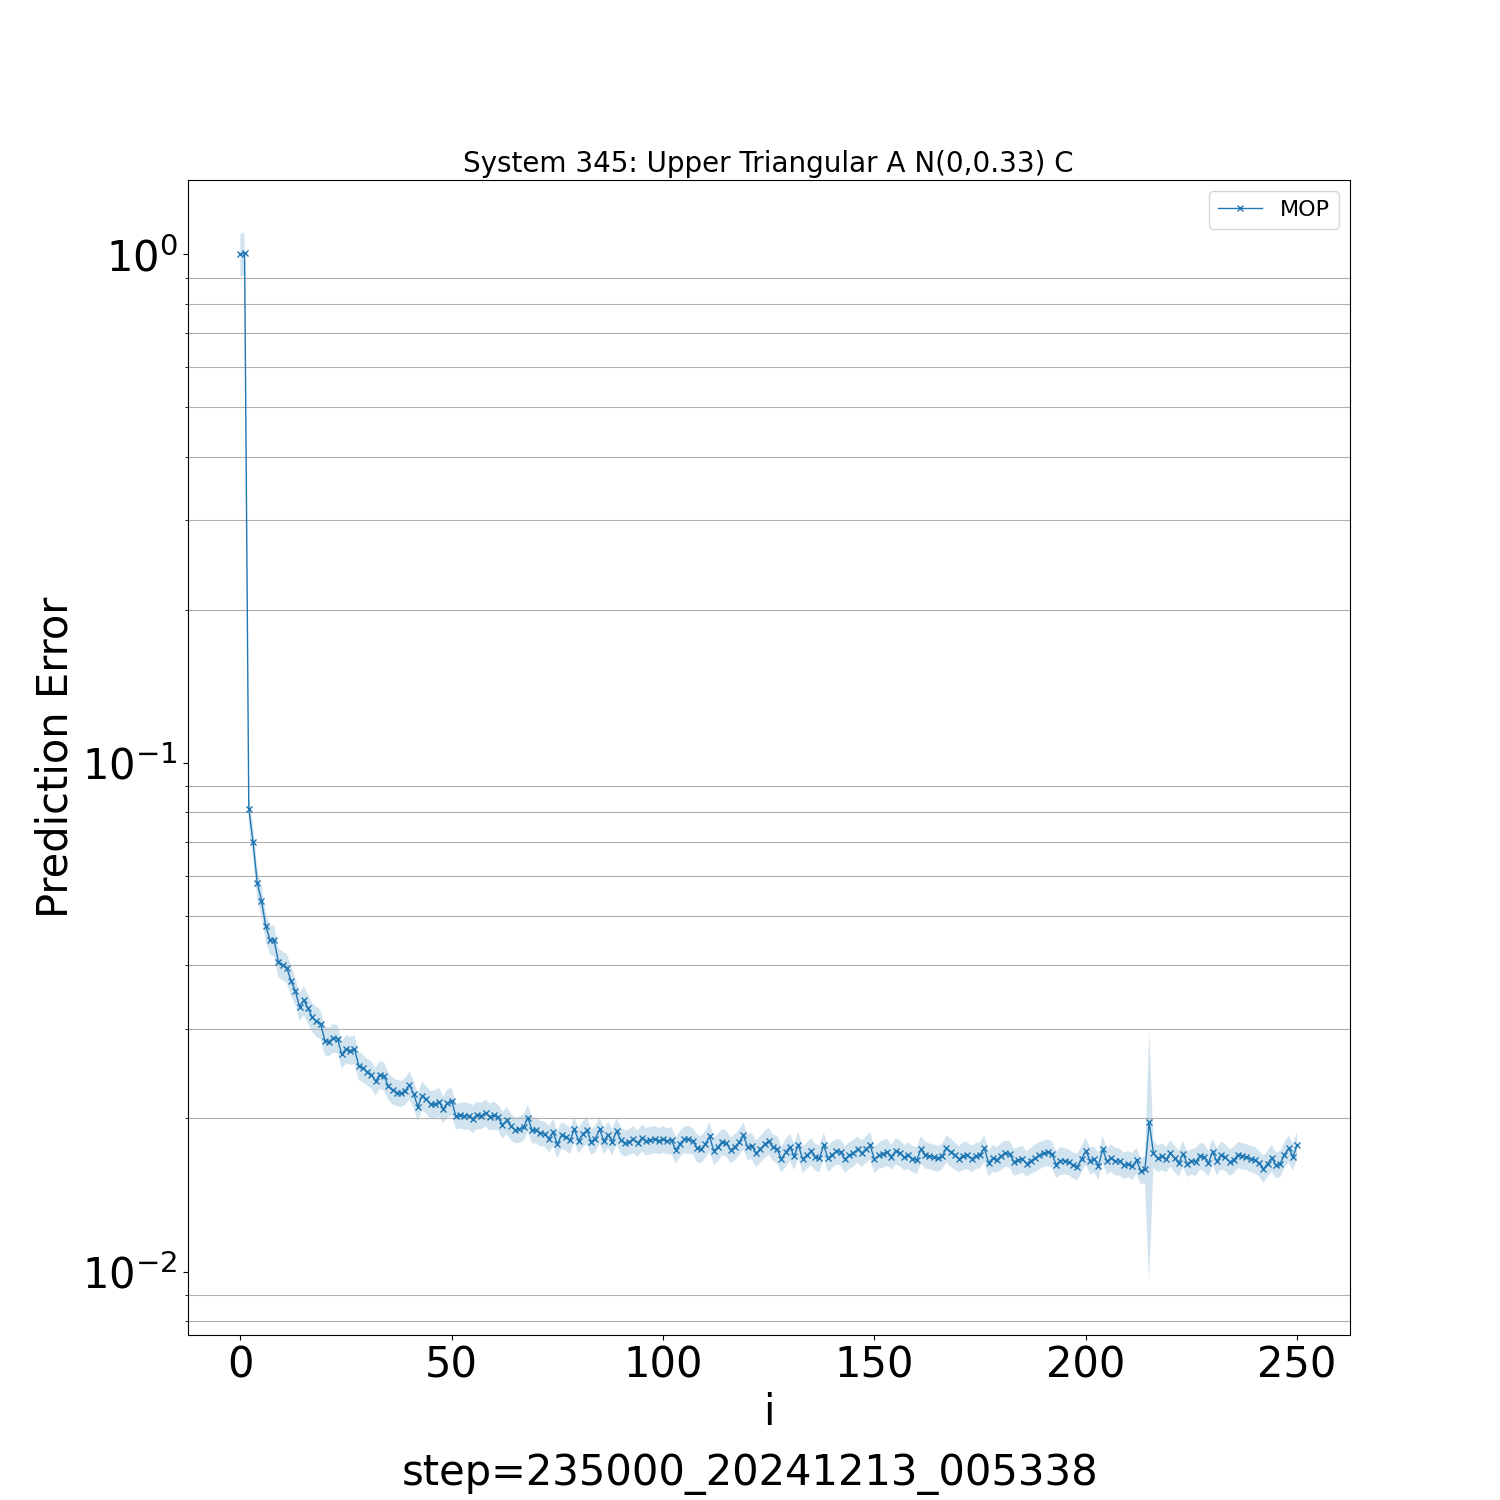 System 345: Upper Triangular A N(0,0.33) C
MOP
10⁰
10⁻¹
10⁻²
Prediction Error
0 50 100 150 200 250
i
step=235000_20241213_005338